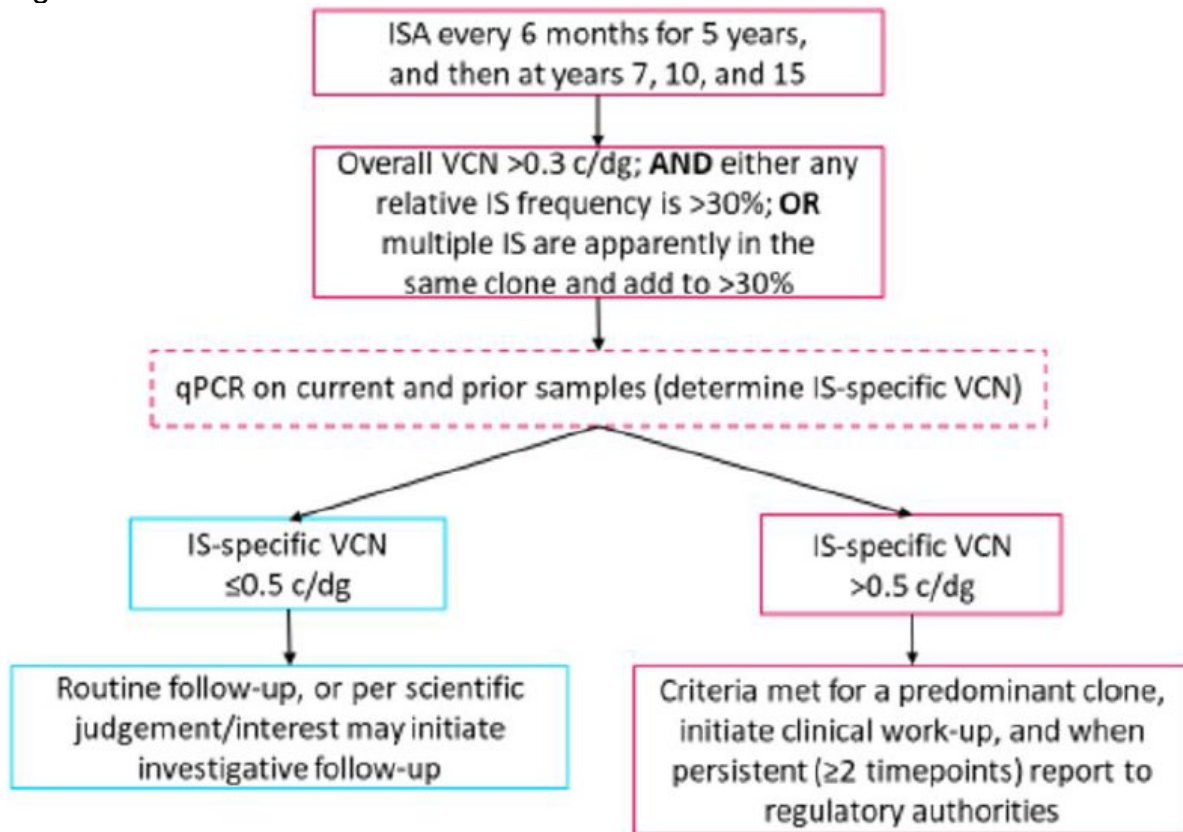 ISA every 6 months for 5 years,
and then at years 7, 10, and 15
Overall VCN >0.3 c/dg; AND either any
relative IS frequency is >30%; OR
multiple IS are apparently in the
same clone and add to >30%
qPCR on current and prior samples (determine IS-specific VCN)
IS-specific VCN
≤0.5 c/dg
IS-specific VCN
>0.5 c/dg
Routine follow-up, or per scientific
judgement/interest may initiate
investigative follow-up
Criteria met for a predominant clone,
initiate clinical work-up, and when
persistent (≥2 timepoints) report to
regulatory authorities